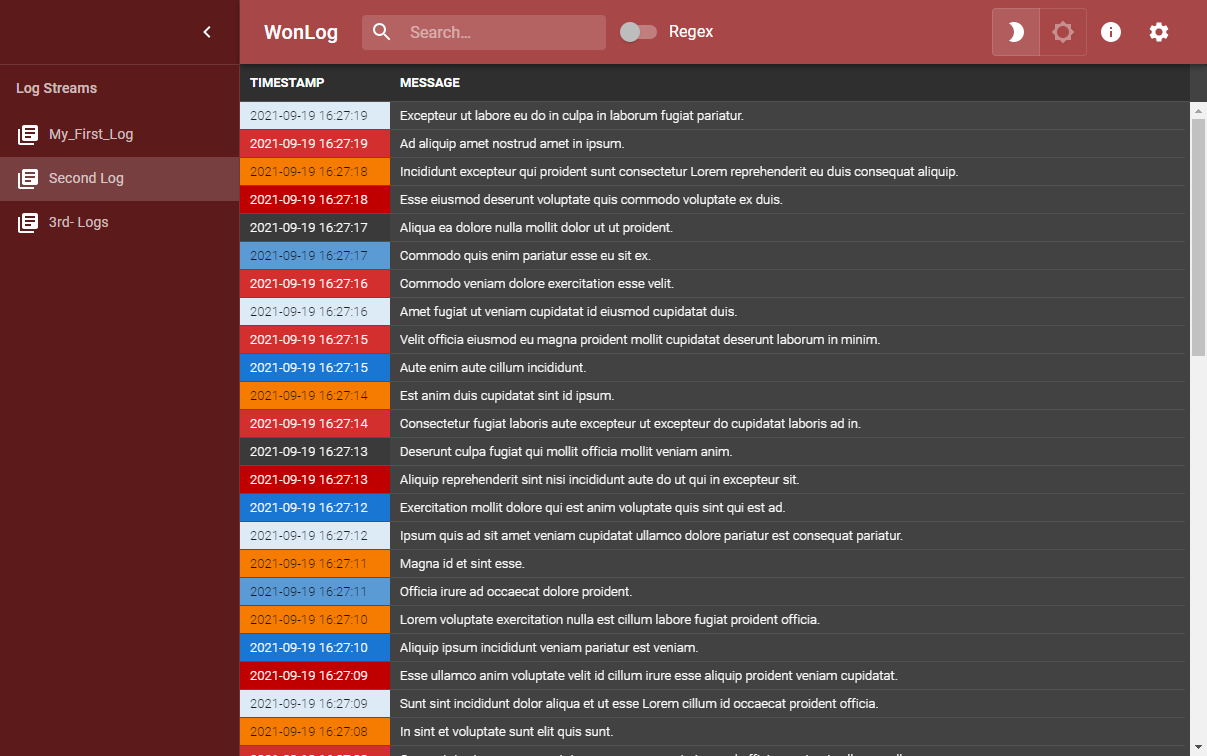 WonLog
Search...
Regex
Log Streams
My_First_Log
Second Log
3rd- Logs
TIMESTAMP MESSAGE
2021-09-19 16:27:19 Excepteur ut labore eu do in culpa in laborum fugiat pariatur.
2021-09-19 16:27:19 Ad aliquip amet nostrud amet in ipsum.
2021-09-19 16:27:18 Incididunt excepteur qui proident sunt consectetur Lorem reprehenderit eu duis consequat aliquip.
2021-09-19 16:27:18 Esse eiusmod deserunt voluptate quis commodo voluptate ex duis.
2021-09-19 16:27:17 Aliqua ea dolore nulla mollit dolor ut ut proident.
2021-09-19 16:27:17 Commodo quis enim pariatur esse eu sit ex.
2021-09-19 16:27:16 Commodo veniam dolore exercitation esse velit.
2021-09-19 16:27:16 Amet fugiat ut veniam cupidatat id eiusmod cupidatat duis.
2021-09-19 16:27:15 Velit officia eiusmod eu magna proident mollit cupidatat deserunt laborum in minim.
2021-09-19 16:27:15 Aute enim aute cillum incididunt.
2021-09-19 16:27:14 Est anim duis cupidatat sint id ipsum.
2021-09-19 16:27:14 Consectetur fugiat laboris aute excepteur ut excepteur do cupidatat laboris ad in.
2021-09-19 16:27:13 Deserunt culpa fugiat qui mollit officia mollit veniam anim.
2021-09-19 16:27:13 Aliquip reprehenderit sint nisi incididunt aute do ut qui in excepteur sit.
2021-09-19 16:27:12 Exercitation mollit dolore qui est anim voluptate quis sint qui est ad.
2021-09-19 16:27:12 Ipsum quis ad sit amet veniam cupidatat ullamco dolore pariatur est consequat pariatur.
2021-09-19 16:27:11 Magna id et sint esse.
2021-09-19 16:27:11 Officia irure ad occaecat dolore proident.
2021-09-19 16:27:10 Lorem voluptate exercitation nulla est cillum labore fugiat proident officia.
2021-09-19 16:27:10 Aliquip ipsum incididunt veniam pariatur est veniam.
2021-09-19 16:27:09 Esse ullamco anim voluptate velit id cillum irure esse aliquip proident veniam cupidatat.
2021-09-19 16:27:09 Sunt sint incididunt dolor aliqua et ut esse Lorem cillum id occaecat proident officia.
2021-09-19 16:27:08 In sint et voluptate sunt elit quis sunt.